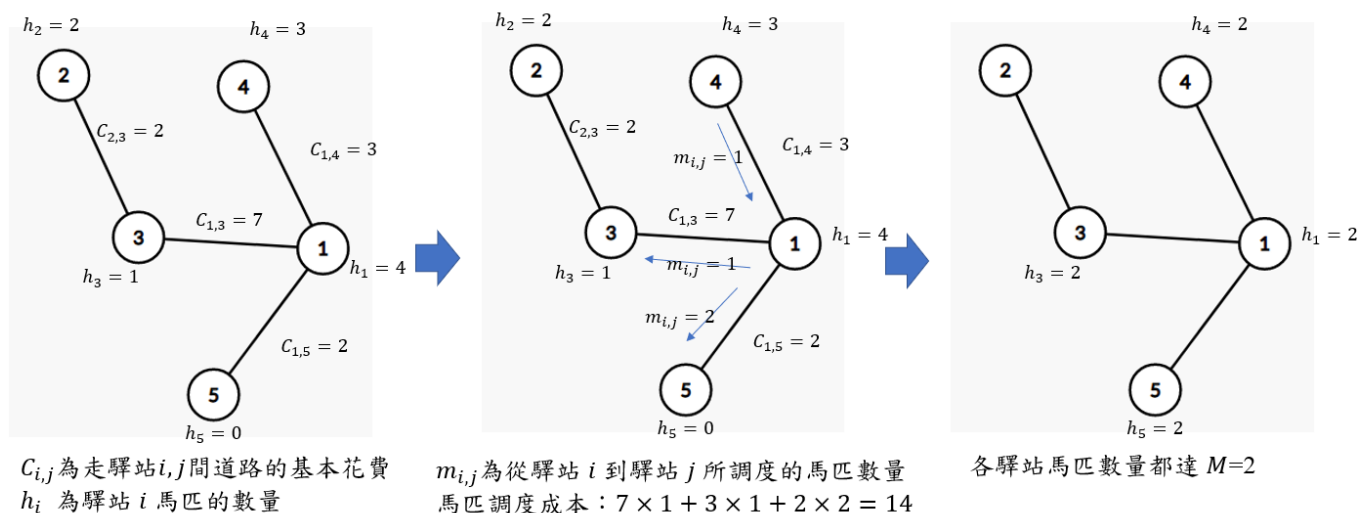 h₂ = 2
h₄ = 3
2
4
C₂,₃ = 2
C₁,₄ = 3
C₁,₃ = 7
3
1
h₃ = 1
h₁ = 4
C₁,₅ = 2
5
h₅=0
C_{i,j}為走驛站i,j間道路的基本花費
h_i 為驛站 i 馬匹的數量
h₂ = 2
h₄ = 3
2
4
C₂,₃ = 2
C₁,₄ = 3
m_{i,j} = 1
C₁,₃ = 7
3
1
h₁ = 4
h₃ = 1
m_{i,j} = 1
m_{i,j} = 2
C₁,₅ = 2
5
h₅=0
m_{i,j}為從驛站 i 到驛站 j 所調度的馬匹數量
馬匹調度成本：7 × 1 + 3 × 1 + 2 × 2 = 14
h₄ = 2
2
4
3
1
h₁ = 2
h₃ = 2
5
h₅ = 2
各驛站馬匹數量都達 M=2